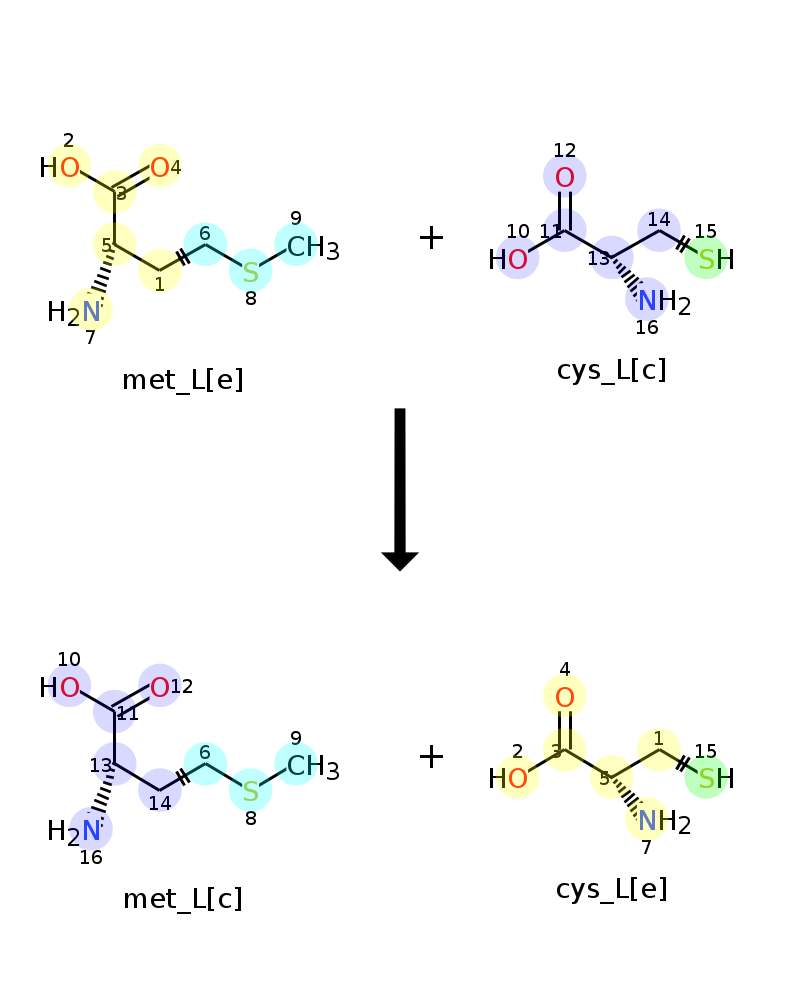 2
HO
O4
3
5
1
6
8
S
9
CH3
H2N
7
met_L[e]
+
12
O
10
HO
11
13
14
15
SH
NH2
16
cys_L[c]
10
HO
O12
11
13
14
6
8
S
9
CH3
H2N
16
met_L[c]
+
4
O
2
HO
3
5
1
15
SH
NH2
7
cys_L[e]